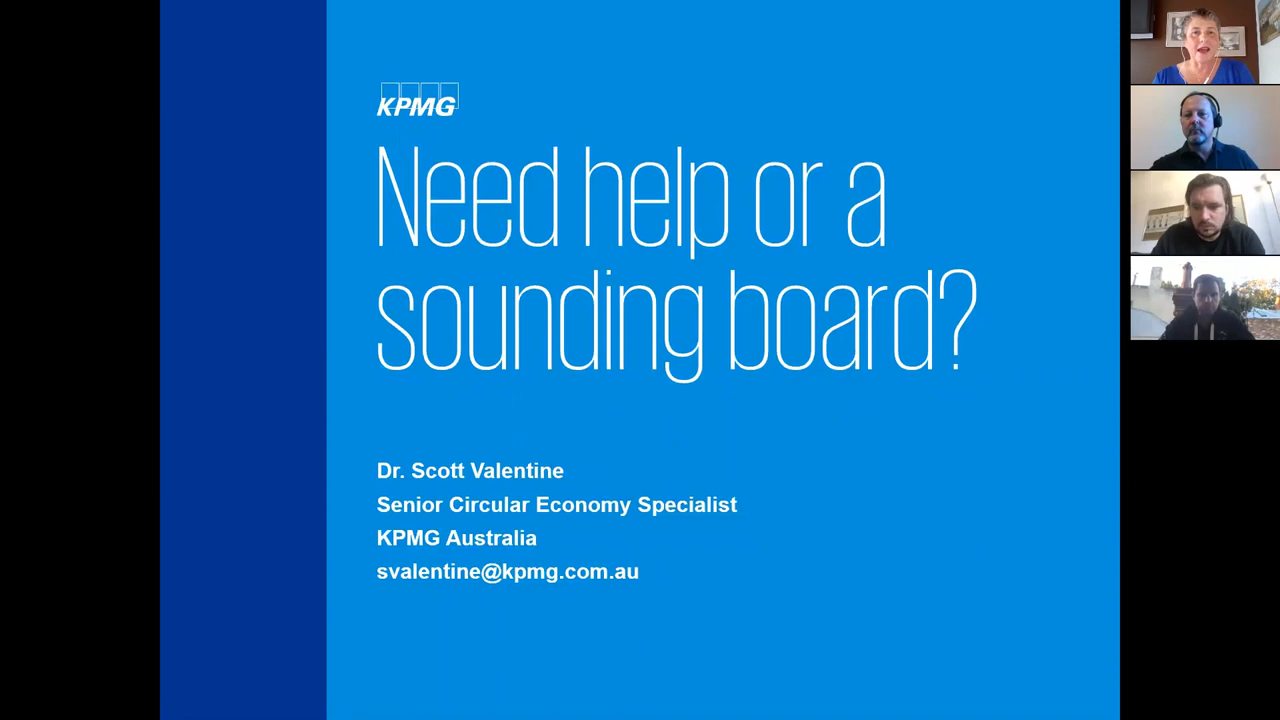 KPMG
Need help or a
sounding board?
Dr. Scott Valentine
Senior Circular Economy Specialist
KPMG Australia
svalentine@kpmg.com.au